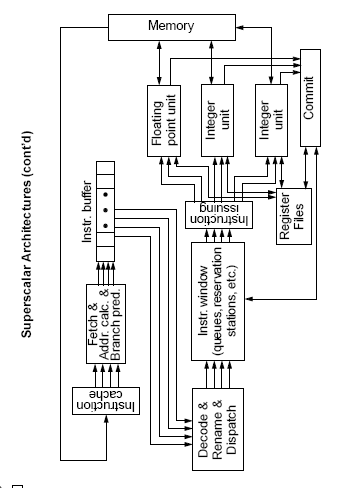 Superscalar Architectures (cont'd)
Memory
Floating
point unit
Integer
unit
Integer
unit
Commit
Instr. buffer
Instruction
issuing
Register
Files
Fetch &
Addr. calc. &
Branch pred.
Instr. window
(queues, reservation
stations, etc.)
Instruction
cache
Decode &
Rename &
Dispatch